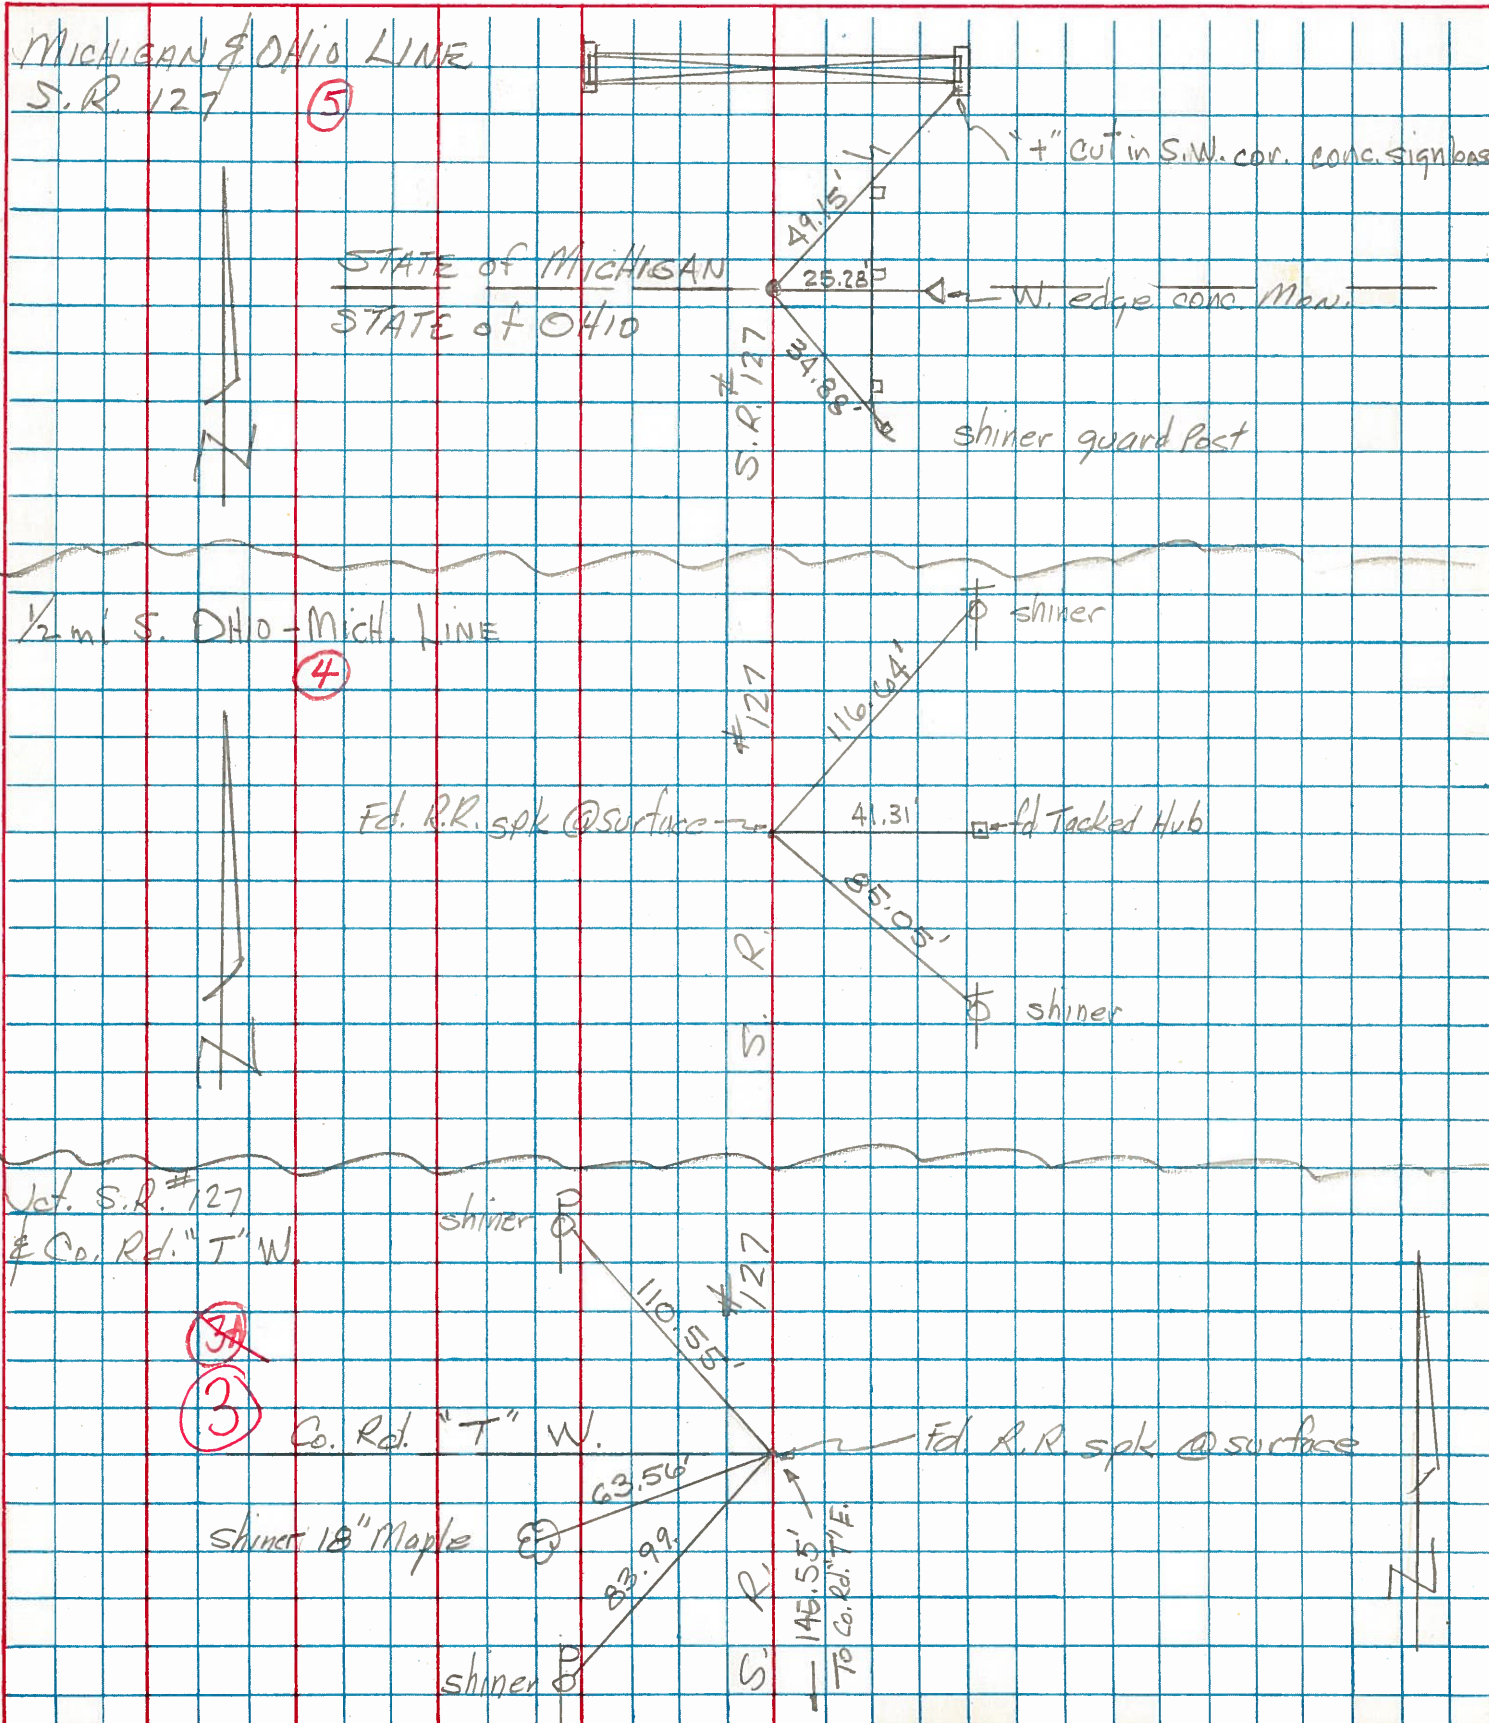 MICHIGAN & OHIO LINE
S.R. 127
5
"+" cut in S.W. cor. conc. sign bas
49.15'
STATE of MICHIGAN
25.28'
W. edge conc. Mon.
STATE of OHIO
34.88'
S.R. #127
shiner guard Post
N
1/2 mi S. OHIO-MICH. LINE
4
shiner
116.64'
#127
Fd. R.R. spk @ surface
41.31'
fd Tacked Hub
85.05'
S. R.
shiner
N
Jct. S.R. #127
& Co. Rd. "T" W.
shiner
#127
110.55'
3A
3
Co. Rd. "T" W.
Fd. R.R. spk @ surface
63.56'
shiner 18" Maple
83.99'
146.55'
To Co. Rd. "T" E.
S. R.
N
shiner